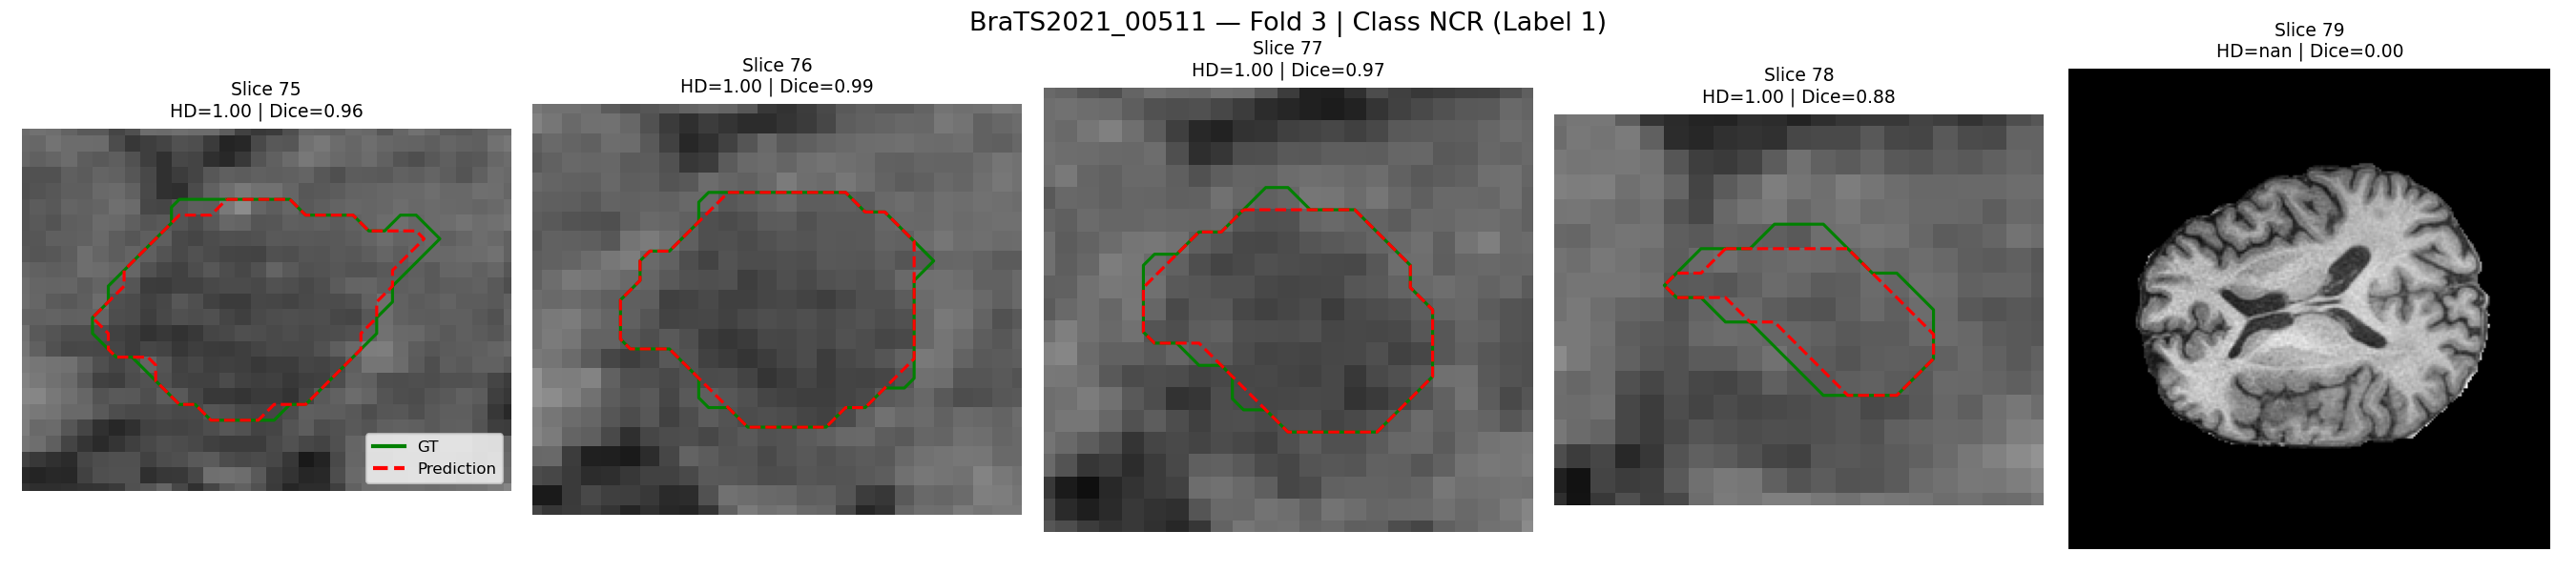 BraTS2021_00511 — Fold 3 | Class NCR (Label 1)
Slice 75
HD=1.00 | Dice=0.96
Slice 76
HD=1.00 | Dice=0.99
Slice 77
HD=1.00 | Dice=0.97
Slice 78
HD=1.00 | Dice=0.88
Slice 79
HD=nan | Dice=0.00
GT
Prediction